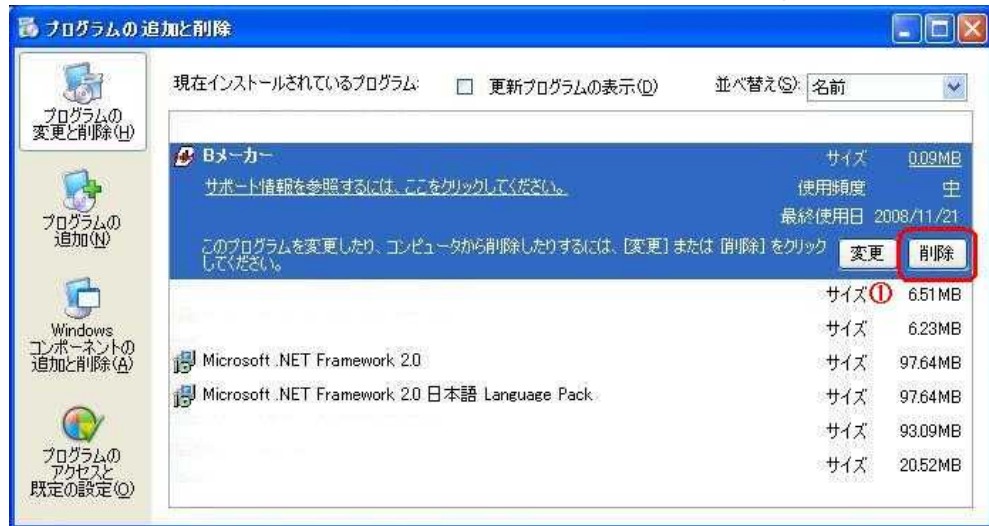 プログラムの追加と削除
プログラムの
変更と削除(H)
現在インストールされているプログラム:
更新プログラムの表示(D)
並べ替え(S):
名前
Bメーカー
サイズ
0.09MB
サポート情報を参照するには、ここをクリックしてください。
使用頻度
中
最終使用日 2008/11/21
このプログラムを変更したり、コンピュータから削除したりするには、[変更] または [削除] をクリック
してください。
変更
削除
プログラムの
追加(N)
サイズ
①
6.51MB
サイズ
6.23MB
Windows
コンポーネントの
追加と削除(A)
Microsoft .NET Framework 2.0
サイズ
97.64MB
Microsoft .NET Framework 2.0 日本語 Language Pack
サイズ
97.64MB
サイズ
93.09MB
サイズ
20.52MB
プログラムの
アクセスと
既定の設定(O)